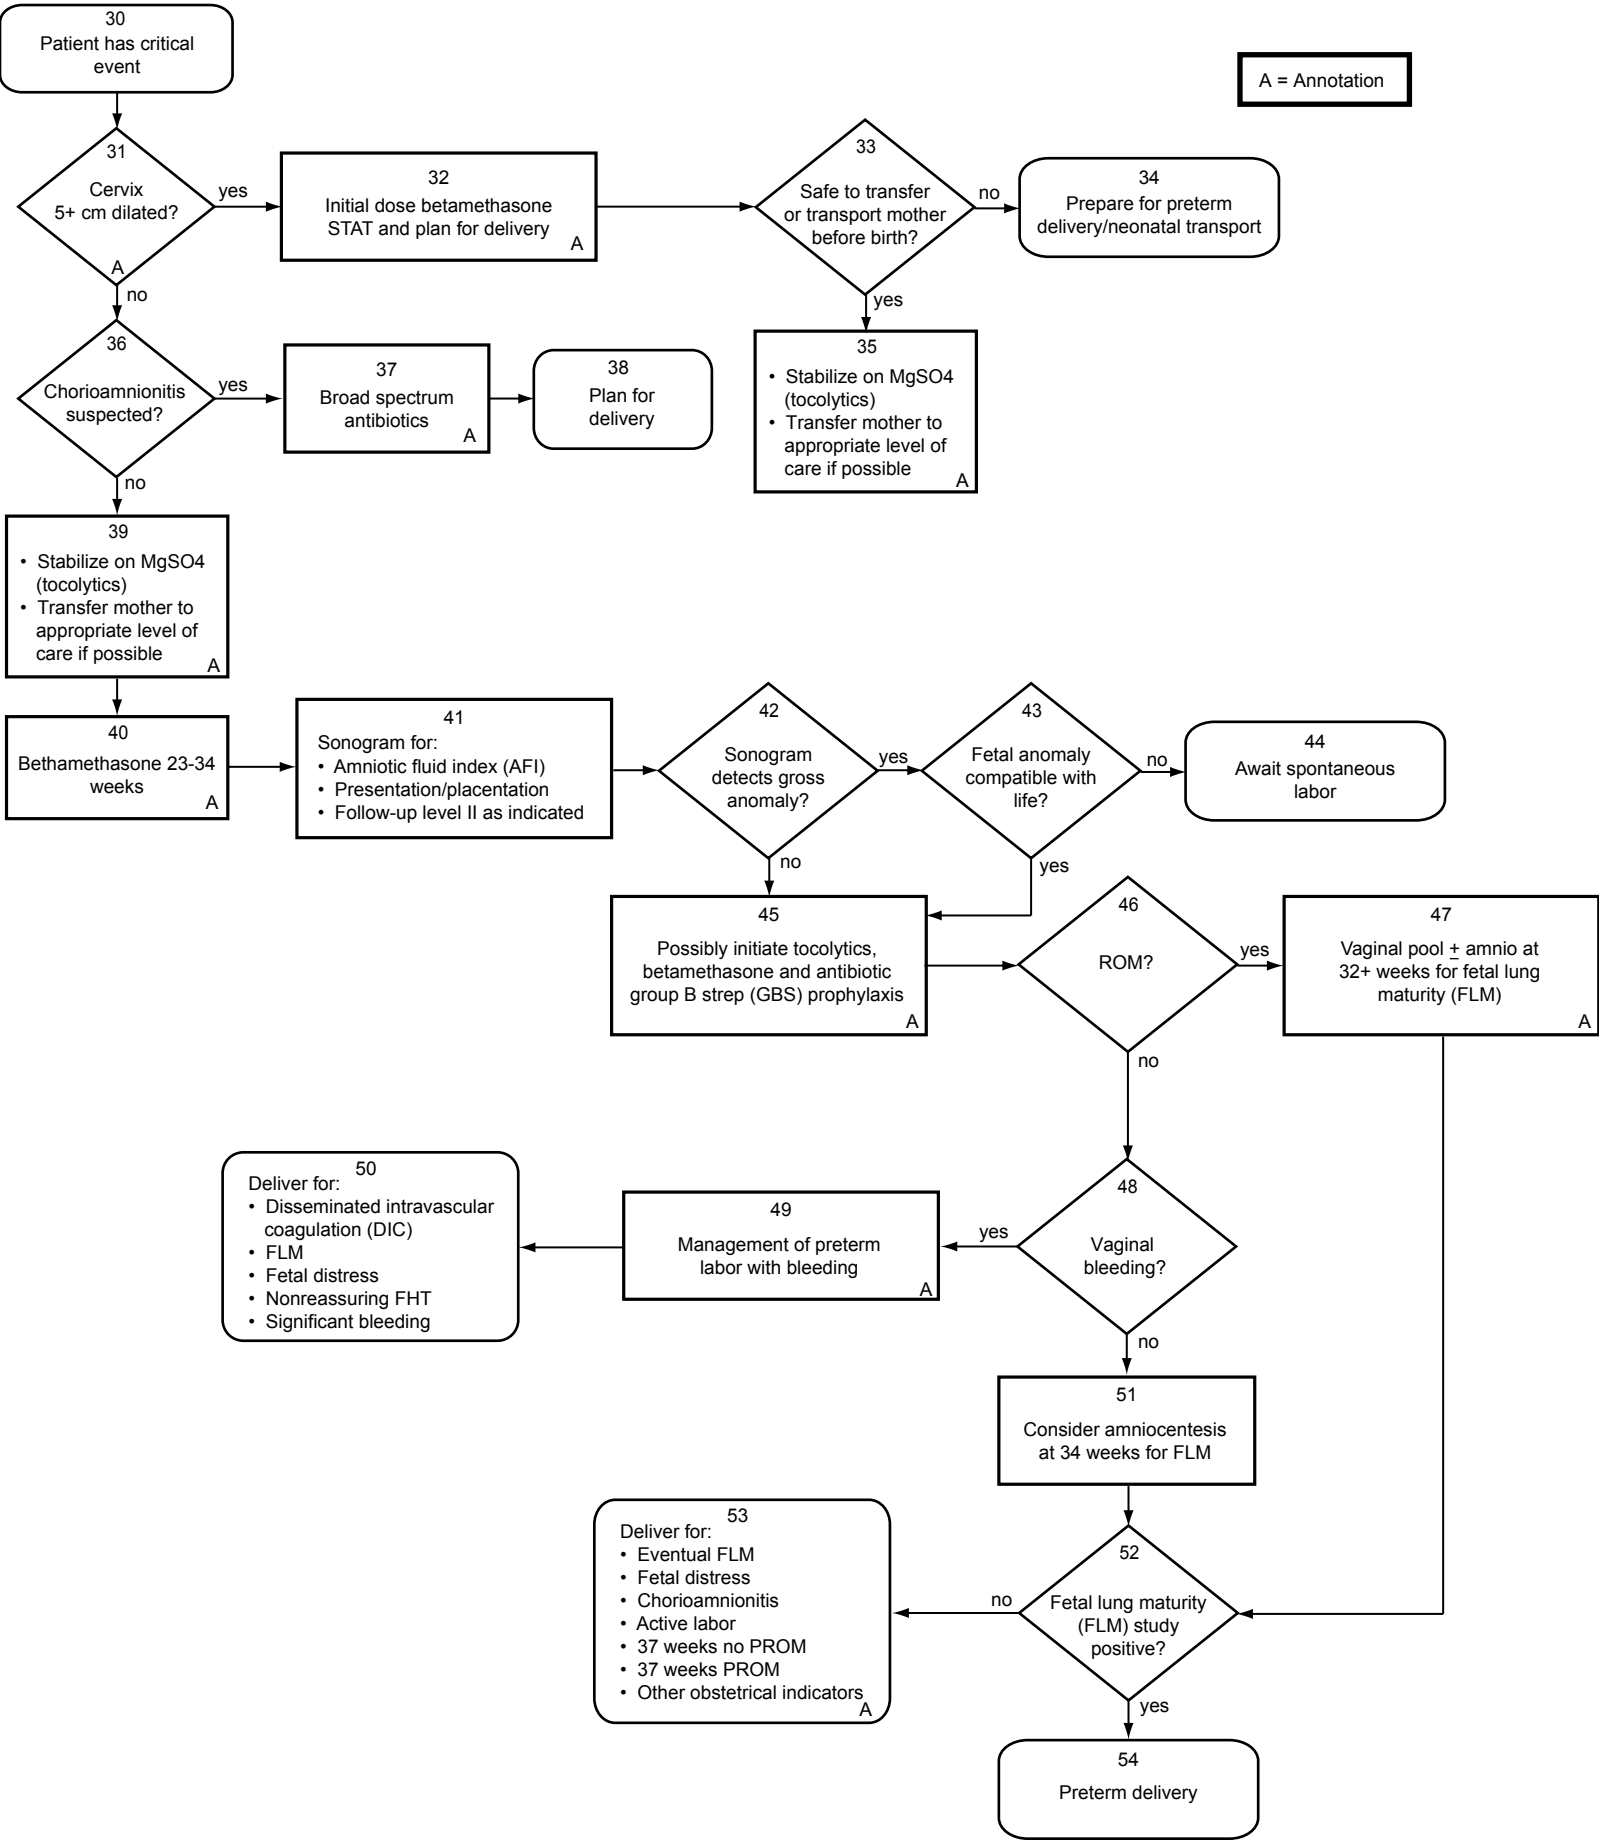 30
Patient has critical
event
A = Annotation
31
Cervix
5+ cm dilated?
A
yes
no
32
Initial dose betamethasone
STAT and plan for delivery
A
33
Safe to transfer
or transport mother
before birth?
no
yes
34
Prepare for preterm
delivery/neonatal transport
35
• Stabilize on MgSO4
(tocolytics)
• Transfer mother to
appropriate level of
care if possible
A
36
Chorioamnionitis
suspected?
yes
no
37
Broad spectrum
antibiotics
A
38
Plan for
delivery
39
• Stabilize on MgSO4
(tocolytics)
• Transfer mother to
appropriate level of
care if possible
A
40
Bethamethasone 23-34
weeks
A
41
Sonogram for:
• Amniotic fluid index (AFI)
• Presentation/placentation
• Follow-up level II as indicated
42
Sonogram
detects gross
anomaly?
yes
no
43
Fetal anomaly
compatible with
life?
no
yes
44
Await spontaneous
labor
45
Possibly initiate tocolytics,
betamethasone and antibiotic
group B strep (GBS) prophylaxis
A
46
ROM?
yes
no
47
Vaginal pool ± amnio at
32+ weeks for fetal lung
maturity (FLM)
A
48
Vaginal
bleeding?
yes
no
49
Management of preterm
labor with bleeding
A
50
Deliver for:
• Disseminated intravascular
coagulation (DIC)
• FLM
• Fetal distress
• Nonreassuring FHT
• Significant bleeding
51
Consider amniocentesis
at 34 weeks for FLM
52
Fetal lung maturity
(FLM) study
positive?
no
yes
53
Deliver for:
• Eventual FLM
• Fetal distress
• Chorioamnionitis
• Active labor
• 37 weeks no PROM
• 37 weeks PROM
• Other obstetrical indicators
A
54
Preterm delivery